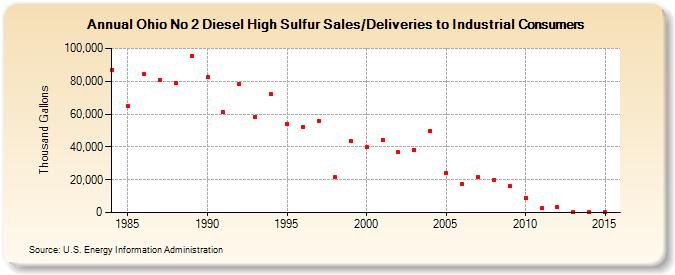 Annual Ohio No 2 Diesel High Sulfur Sales/Deliveries to Industrial Consumers
Thousand Gallons
100,000
80,000
60,000
40,000
20,000
0
1985 1990 1995 2000 2005 2010 2015
Source: U.S. Energy Information Administration